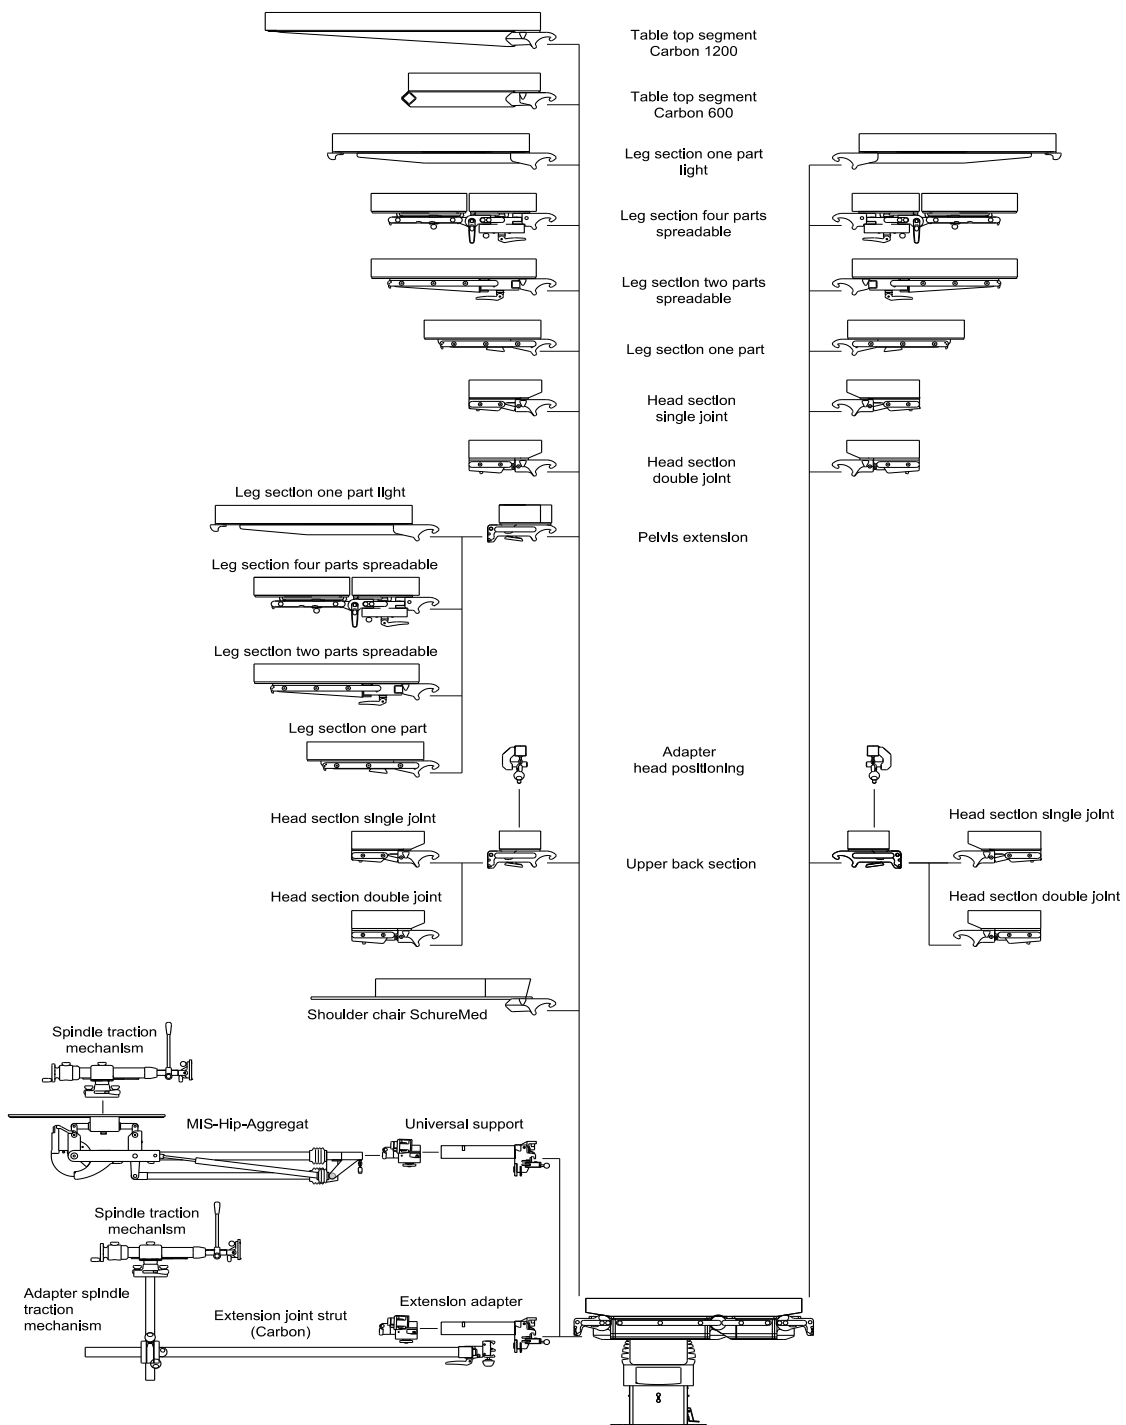 Table top segment
Carbon 1200
Table top segment
Carbon 600
Leg section one part
light
Leg section four parts
spreadable
Leg section two parts
spreadable
Leg section one part
Head section
single joint
Head section
double joint
Leg section one part light
Pelvis extension
Leg section four parts spreadable
Leg section two parts spreadable
Leg section one part
Adapter
head positioning
Head section single joint
Head section single joint
Upper back section
Head section double joint
Head section double joint
Shoulder chair SchureMed
Spindle traction
mechanism
MIS-Hip-Aggregat
Universal support
Spindle traction
mechanism
Adapter spindle
traction
mechanism
Extension joint strut
(Carbon)
Extension adapter